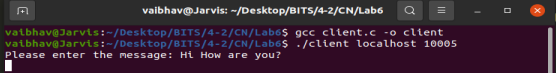 vaibhav@Jarvis: ~/Desktop/BITS/4-2/CN/Lab6
vaibhav@Jarvis:~/Desktop/BITS/4-2/CN/Lab6$ gcc client.c -o client
vaibhav@Jarvis:~/Desktop/BITS/4-2/CN/Lab6$ ./client localhost 10005
Please enter the message: Hi How are you?